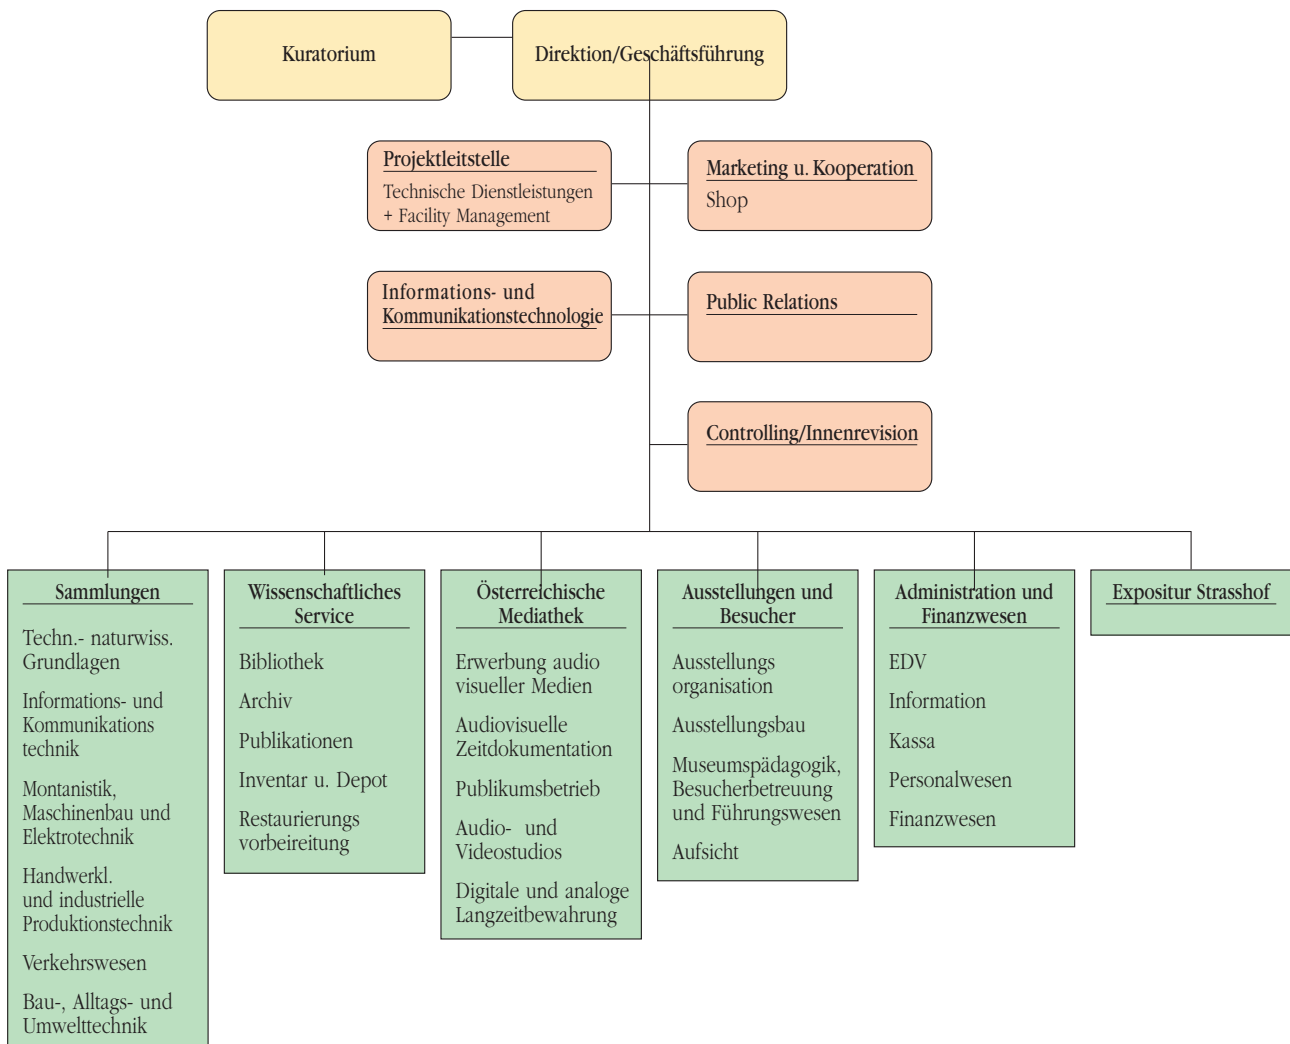 Kuratorium
Direktion/Geschäftsführung
Projektleitstelle
Technische Dienstleistungen
+ Facility Management
Marketing u. Kooperation
Shop
Informations- und
Kommunikationstechnologie
Public Relations
Controlling/Innenrevision
Sammlungen
Techn.- naturwiss.
Grundlagen
Informations- und
Kommunikations
technik
Montanistik,
Maschinenbau und
Elektrotechnik
Handwerkl.
und industrielle
Produktionstechnik
Verkehrswesen
Bau-, Alltags- und
Umwelttechnik
Wissenschaftliches
Service
Bibliothek
Archiv
Publikationen
Inventar u. Depot
Restaurierungs
vorbeireitung
Österreichische
Mediathek
Erwerbung audio
visueller Medien
Audiovisuelle
Zeitdokumentation
Publikumsbetrieb
Audio- und
Videostudios
Digitale und analoge
Langzeitbewahrung
Ausstellungen und
Besucher
Ausstellungs
organisation
Ausstellungsbau
Museumspädagogik,
Besucherbetreuung
und Führungswesen
Aufsicht
Administration und
Finanzwesen
EDV
Information
Kassa
Personalwesen
Finanzwesen
Expositur Strasshof